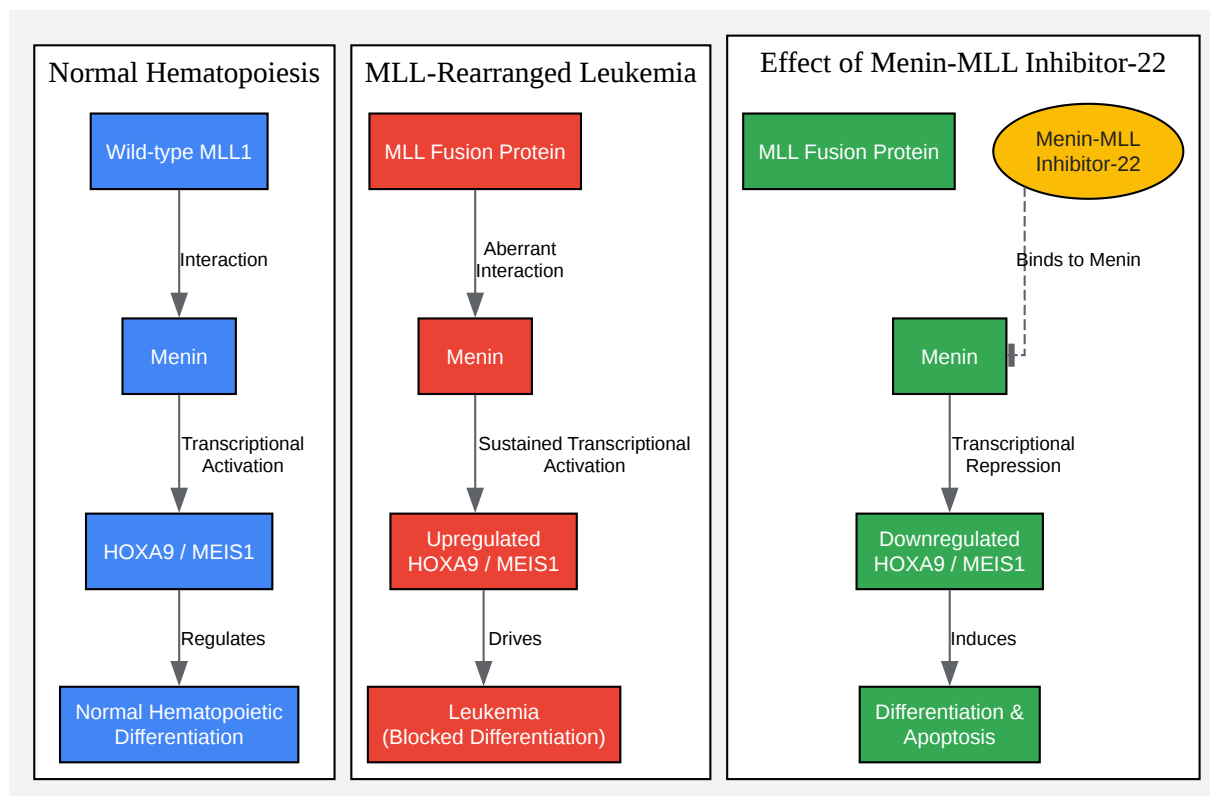 Normal Hematopoiesis
Wild-type MLL1
Interaction
Menin
Transcriptional
Activation
HOXA9 / MEIS1
Regulates
Normal Hematopoietic
Differentiation
MLL-Rearranged Leukemia
MLL Fusion Protein
Aberrant
Interaction
Menin
Sustained Transcriptional
Activation
Upregulated
HOXA9 / MEIS1
Drives
Leukemia
(Blocked Differentiation)
Effect of Menin-MLL Inhibitor-22
MLL Fusion Protein
Menin-MLL
Inhibitor-22
Binds to Menin
Menin
Transcriptional
Repression
Downregulated
HOXA9 / MEIS1
Induces
Differentiation &
Apoptosis